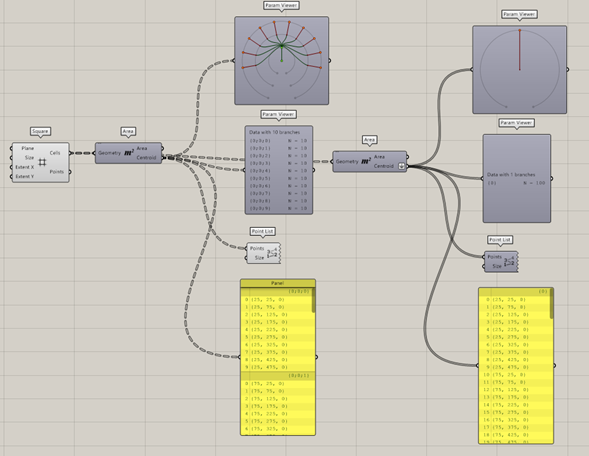 Param Viewer
Param Viewer
Square
Plane
Size
Extent X
Extent Y
Cells
Points
Area
Geometry
Area
Centroid
Param Viewer
Data with 10 branches
{0;0;0} N = 10
{0;0;1} N = 10
{0;0;2} N = 10
{0;0;3} N = 10
{0;0;4} N = 10
{0;0;5} N = 10
{0;0;6} N = 10
{0;0;7} N = 10
{0;0;8} N = 10
{0;0;9} N = 10
Area
Geometry
Area
Centroid
Param Viewer
Data with 1 branches
{0} N = 100
Point List
Points
Size
Point List
Points
Size
Panel
{0;0;0}
0 {25, 25, 0}
1 {25, 75, 0}
2 {25, 125, 0}
3 {25, 175, 0}
4 {25, 225, 0}
5 {25, 275, 0}
6 {25, 325, 0}
7 {25, 375, 0}
8 {25, 425, 0}
9 {25, 475, 0}
{0;0;1}
0 {75, 25, 0}
1 {75, 75, 0}
2 {75, 125, 0}
3 {75, 175, 0}
4 {75, 225, 0}
5 {75, 275, 0}
6 {75, 325, 0}
{0}
0 {25, 25, 0}
1 {25, 75, 0}
2 {25, 125, 0}
3 {25, 175, 0}
4 {25, 225, 0}
5 {25, 275, 0}
6 {25, 325, 0}
7 {25, 375, 0}
8 {25, 425, 0}
9 {25, 475, 0}
10 {75, 25, 0}
11 {75, 75, 0}
12 {75, 125, 0}
13 {75, 175, 0}
14 {75, 225, 0}
15 {75, 275, 0}
16 {75, 325, 0}
17 {75, 375, 0}
18 {75, 425, 0}